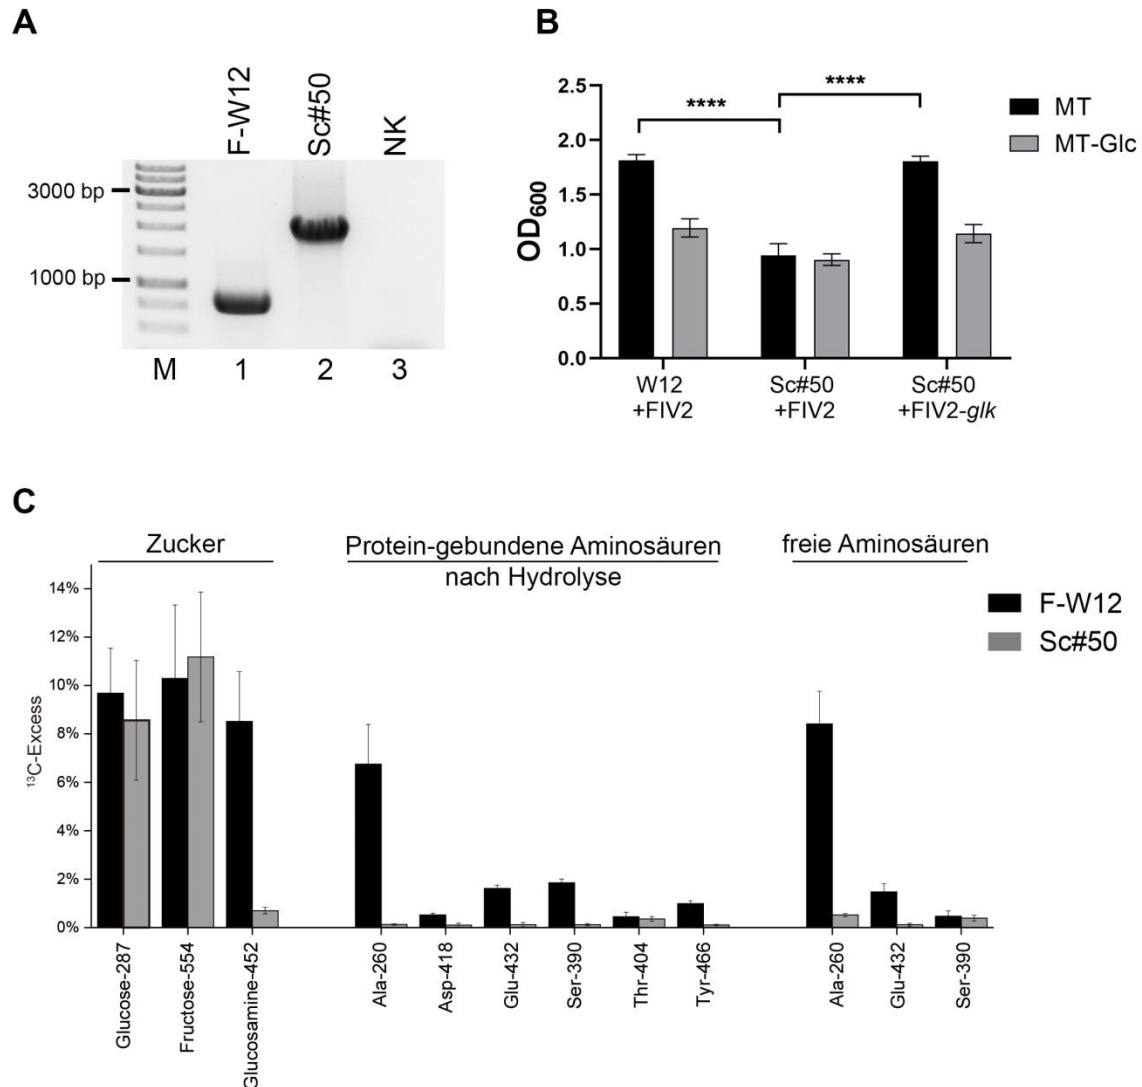 A
F-W12
Sc#50
NK
3000 bp
1000 bp
M 1 2 3
B
**** ****
2.5
2.0
1.5
1.0
0.5
0.0
OD600
MT
MT-Glc
W12 Sc#50 Sc#50
+FIV2 +FIV2 +FIV2-glk
C
Zucker Protein-gebundene Aminosäuren freie Aminosäuren
nach Hydrolyse
14%
12%
10%
8%
6%
4%
2%
0%
13C-Excess
F-W12
Sc#50
Glucose-287
Fructose-554
Glucosamine-452
Ala-260
Asp-418
Glu-432
Ser-390
Thr-404
Tyr-466
Ala-260
Glu-432
Ser-390